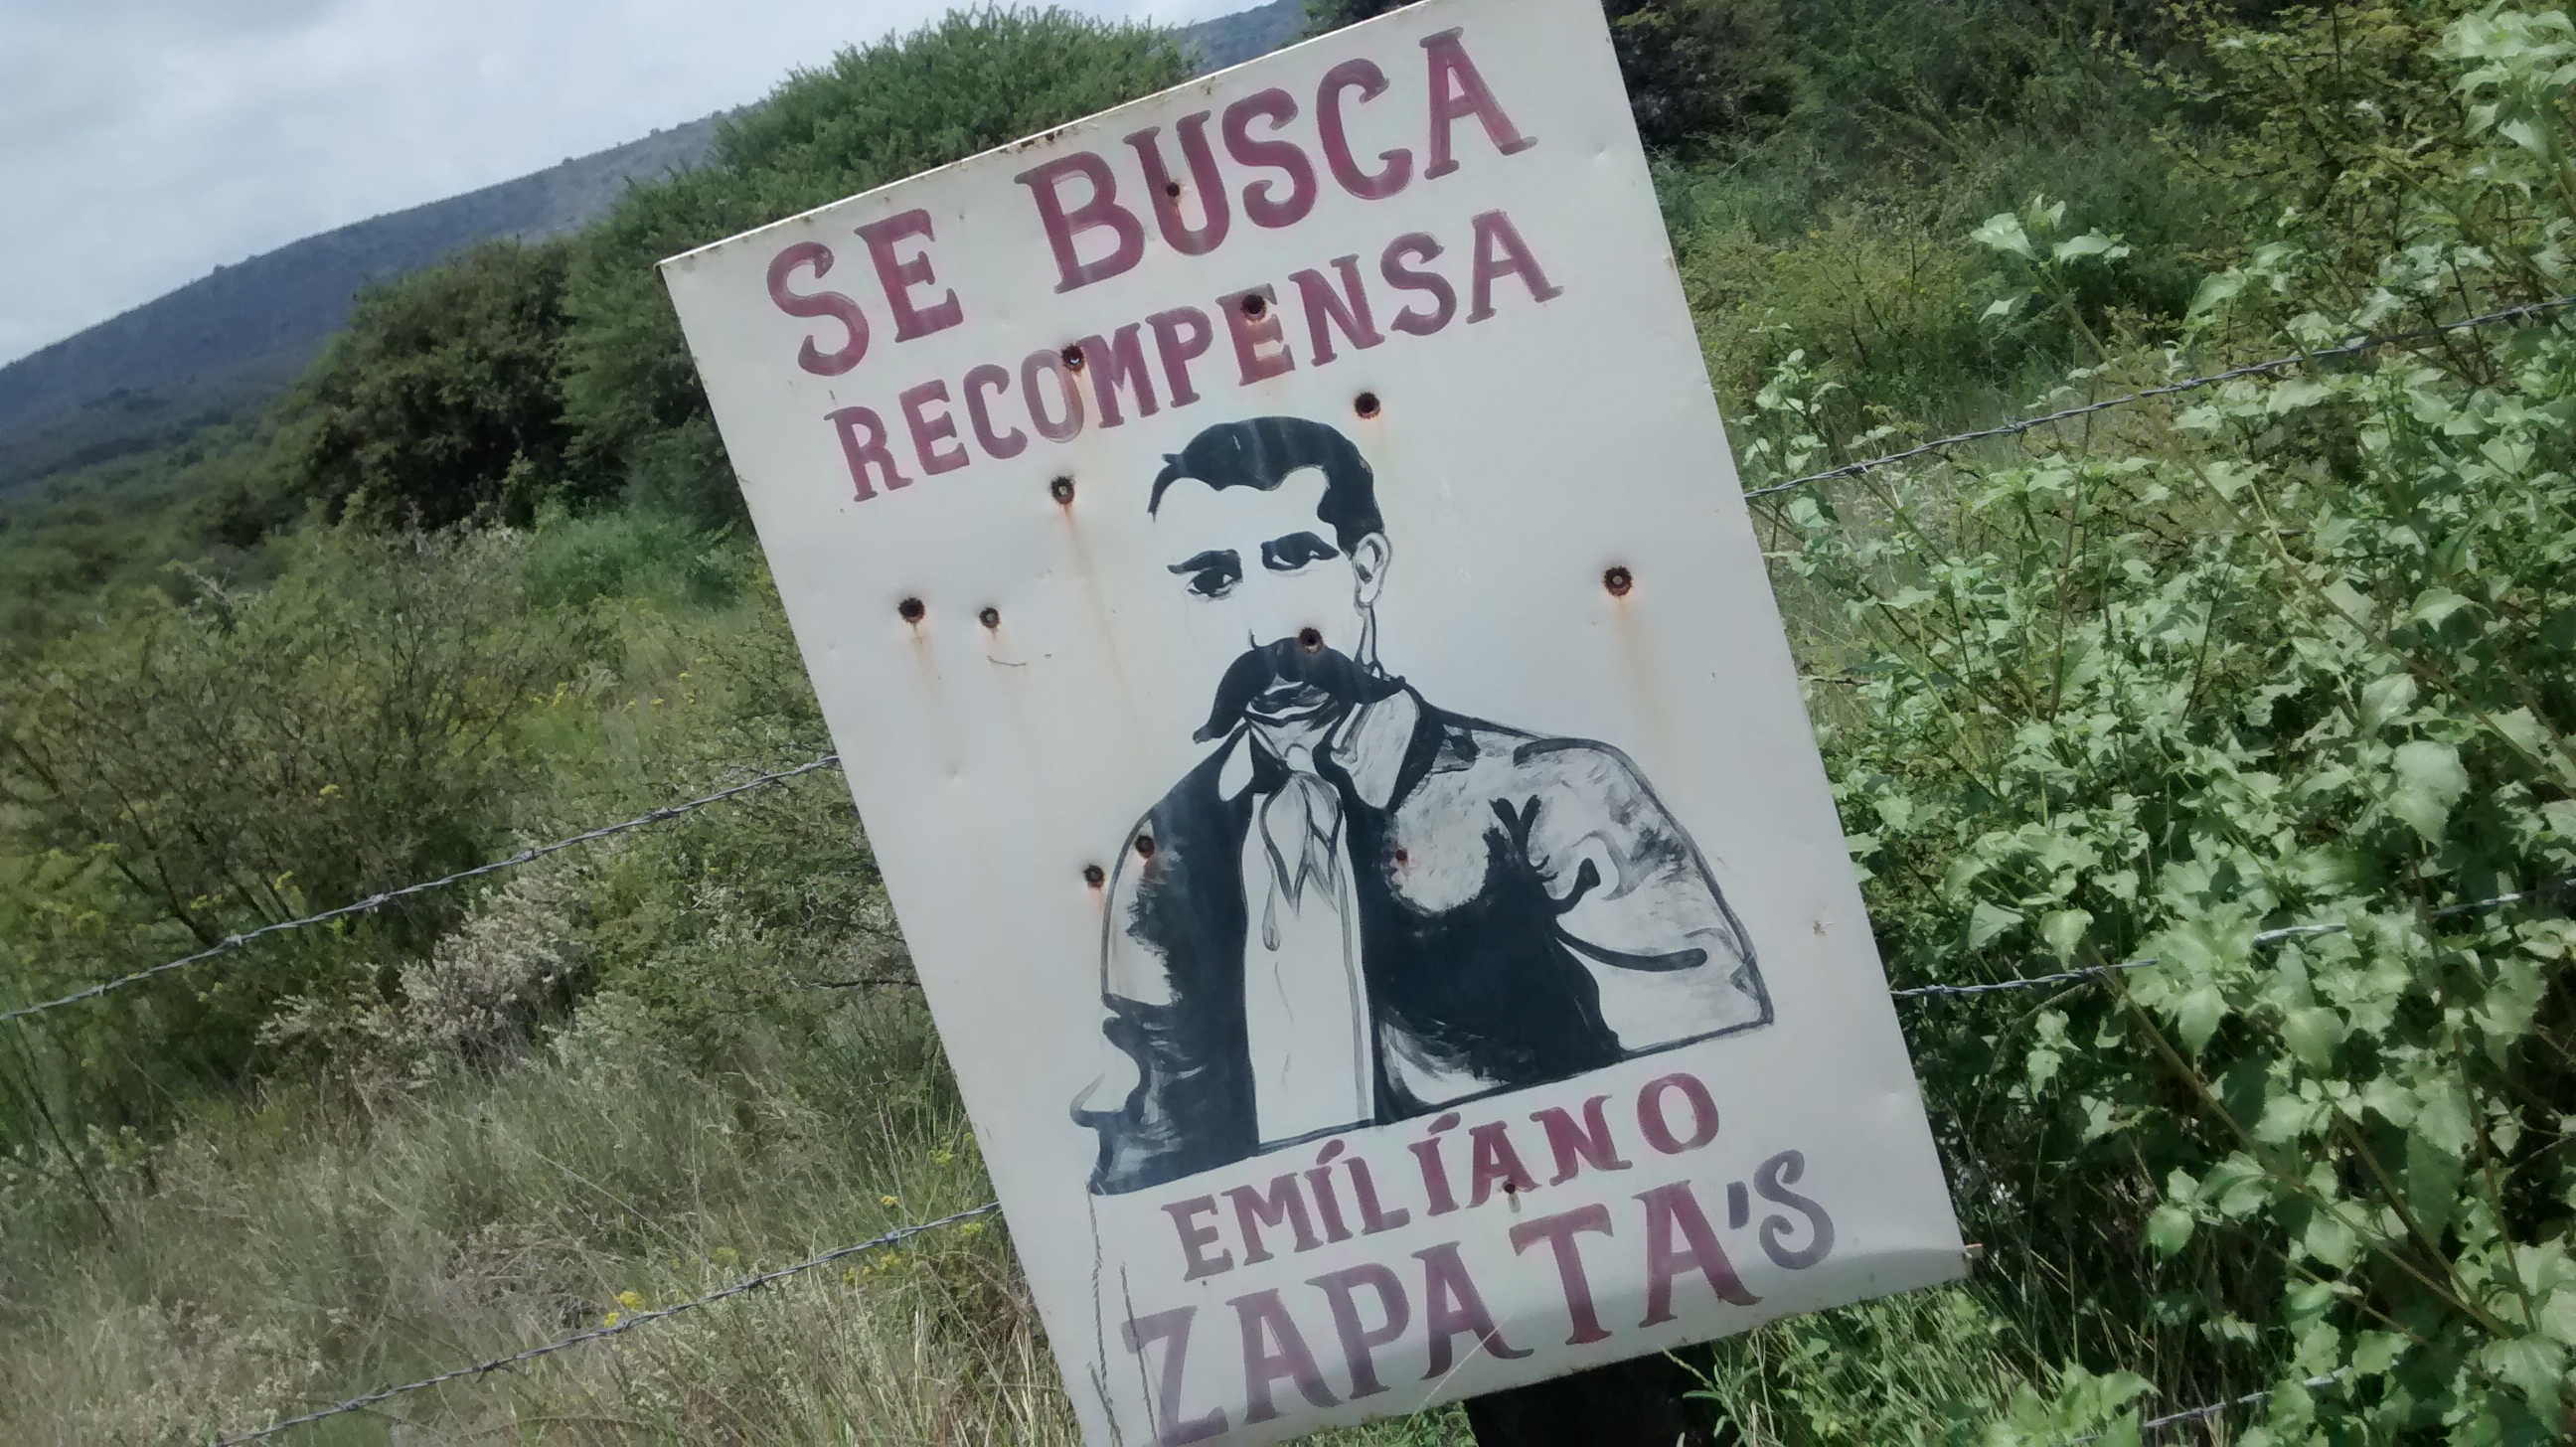 SE BUSCA
RECOMPENSA
EMÍLÍANO
ZAPATA'S